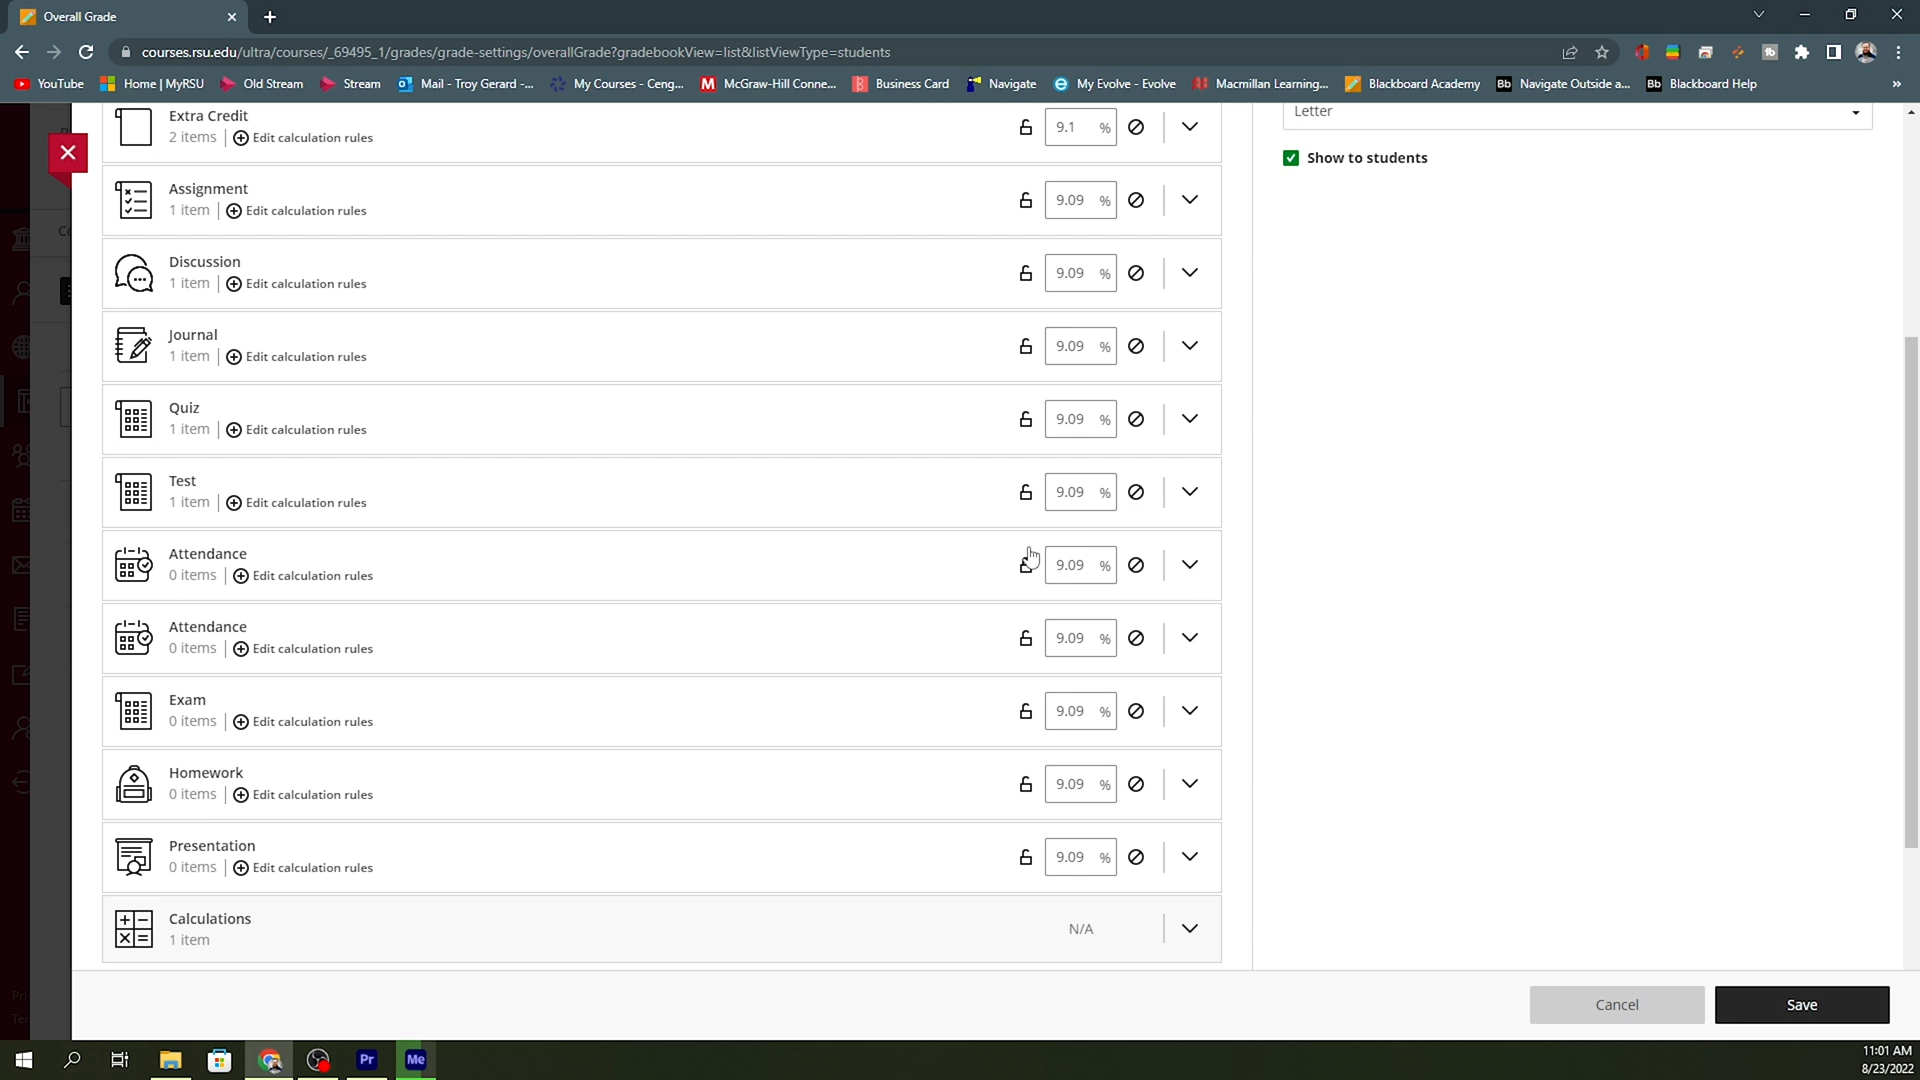 Overall Grade
courses.rsu.edu/ultra/courses/_69495_1/grades/grade-settings/overallGrade?gradebookView=list&listViewType=students
YouTube Home | MyRSU Old Stream Stream Mail - Troy Gerard -... My Courses - Ceng... McGraw-Hill Conne... Business Card Navigate My Evolve - Evolve Macmillan Learning... Blackboard Academy Navigate Outside a... Blackboard Help
Extra Credit
2 items | Edit calculation rules
9.1 %
Letter
Show to students
Assignment
1 item | Edit calculation rules
9.09 %
Discussion
1 item | Edit calculation rules
9.09 %
Journal
1 item | Edit calculation rules
9.09 %
Quiz
1 item | Edit calculation rules
9.09 %
Test
1 item | Edit calculation rules
9.09 %
Attendance
0 items | Edit calculation rules
9.09 %
Attendance
0 items | Edit calculation rules
9.09 %
Exam
0 items | Edit calculation rules
9.09 %
Homework
0 items | Edit calculation rules
9.09 %
Presentation
0 items | Edit calculation rules
9.09 %
Calculations
1 item
N/A
Cancel
Save
Pr Me
11:01 AM
8/23/2022